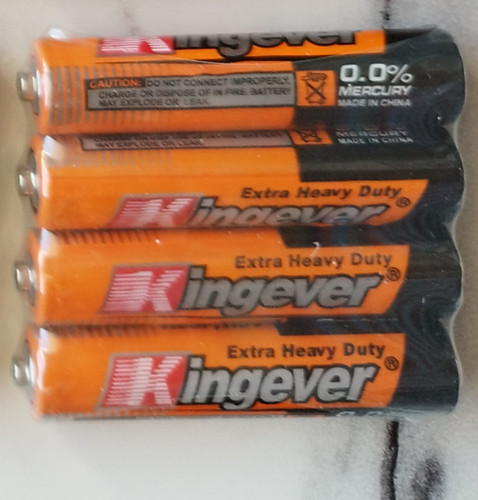 Kingever
CAUTION: DO NOT CONNECT IMPROPERLY,
CHARGE OR DISPOSE OF IN FIRE. BATTERY
MAY EXPLODE OR LEAK.
0.0%
MERCURY
MADE IN CHINA
MAY EXPLODE OR LEAK.
MERCURY
MADE IN CHINA
Extra Heavy Duty
Kingever®
Extra Heavy Duty
Kingever®
Extra Heavy Duty
Kingever®